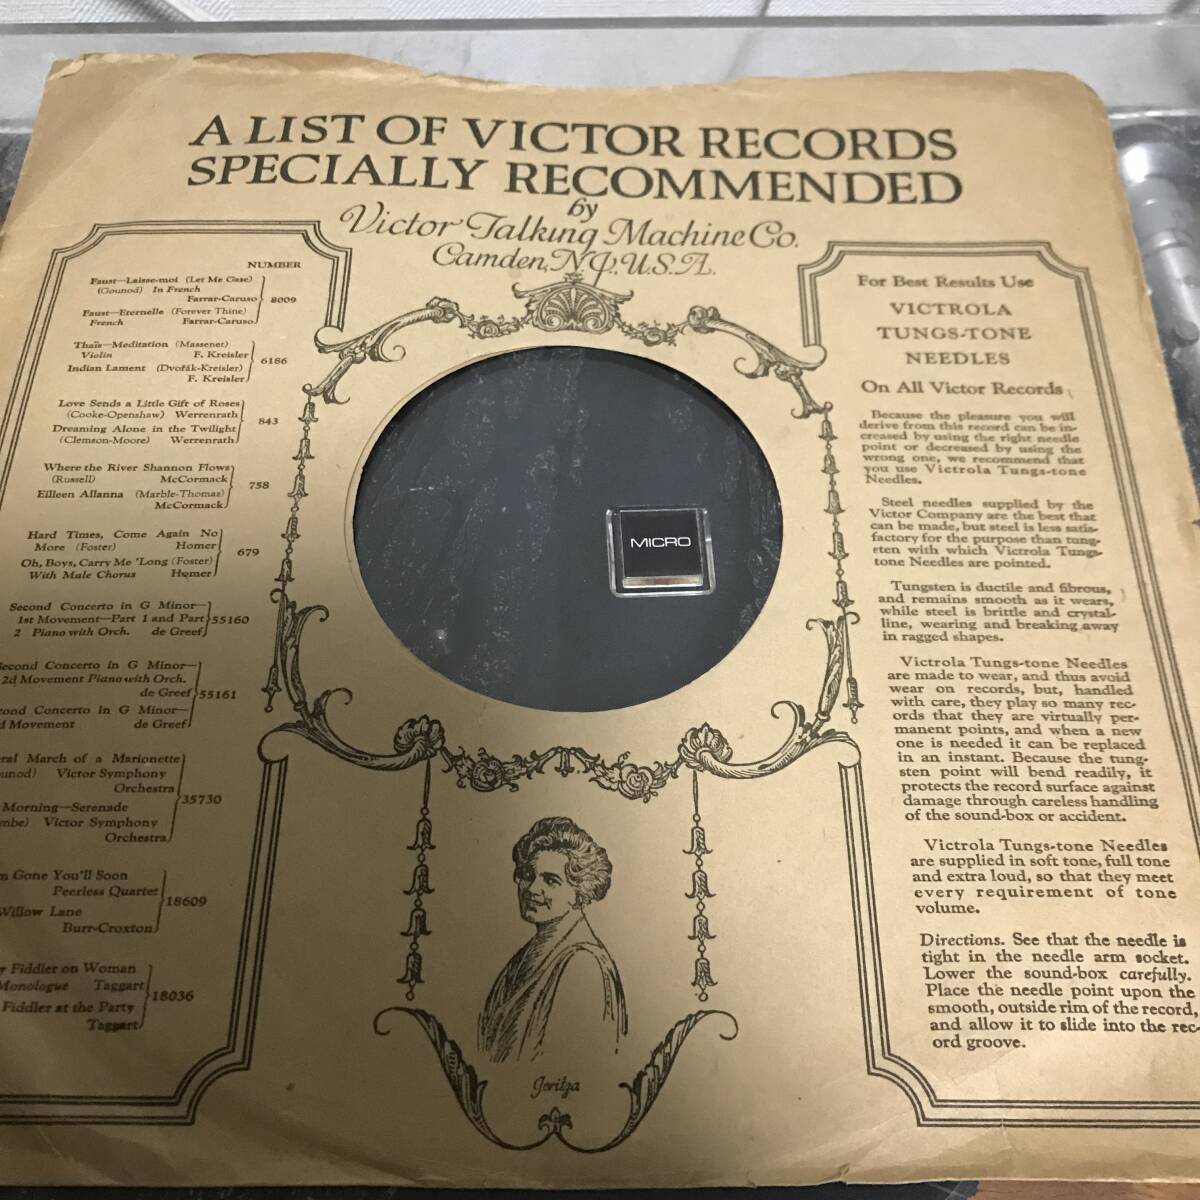 A LIST OF VICTOR RECORDS
SPECIALLY RECOMMENDED
by
Victor Talking Machine Co.
Camden, N.J. U.S.A.
NUMBER
Faust—Laisse-moi (Let Me Gaze)
(Gounod) In French
Farrar-Caruso
8009
Faust—Eternelle (Forever Thine)
French Farrar-Caruso
Thaïs—Meditation (Massenet)
Violin F. Kreisler
6186
Indian Lament (Dvořák-Kreisler)
F. Kreisler
Love Sends a Little Gift of Roses
(Cooke-Openshaw) Werrenrath
843
Dreaming Alone in the Twilight
(Clemson-Moore) Werrenrath
Where the River Shannon Flows
(Russell) McCormack
758
Eilleen Allanna (Marble-Thomas)
McCormack
Hard Times, Come Again No
More (Foster) Homer
679
Oh, Boys, Carry Me 'Long (Foster)
With Male Chorus Homer
Second Concerto in G Minor—
1st Movement—Part 1 and Part
55160
2 Piano with Orch. de Greef
Second Concerto in G Minor—
2d Movement Piano with Orch.
de Greef
55161
cond Concerto in G Minor—
d Movement de Greef
ral March of a Marionette
ounod) Victor Symphony
Orchestra
35730
Morning—Serenade
mbe) Victor Symphony
Orchestra
n Gone You'll Soon
Peerless Quartet
18609
Willow Lane
Burr-Croxton
y Fiddler on Woman
Monologue Taggart
18036
Fiddler at the Party
Taggart
MICRO
Jeritza
For Best Results Use
VICTROLA
TUNGS-TONE
NEEDLES
On All Victor Records
Because the pleasure you will
derive from this record can be in-
creased by using the right needle
point or decreased by using the
wrong one, we recommend that
you use Victrola Tungs-tone
Needles.
Steel needles supplied by the
Victor Company are the best that
can be made, but steel is less satis-
factory for the purpose than tung-
sten with which Victrola Tungs-
tone Needles are pointed.
Tungsten is ductile and fibrous,
and remains smooth as it wears,
while steel is brittle and crystal-
line, wearing and breaking away
in ragged shapes.
Victrola Tungs-tone Needles
are made to wear, and thus avoid
wear on records, but, handled
with care, they play so many rec-
ords that they are virtually per-
manent points, and when a new
one is needed it can be replaced
in an instant. Because the tung-
sten point will bend readily, it
protects the record surface against
damage through careless handling
of the sound-box or accident.
Victrola Tungs-tone Needles
are supplied in soft tone, full tone
and extra loud, so that they meet
every requirement of tone
volume.
Directions. See that the needle is
tight in the needle arm socket.
Lower the sound-box carefully.
Place the needle point upon the
smooth, outside rim of the record,
and allow it to slide into the rec-
ord groove.